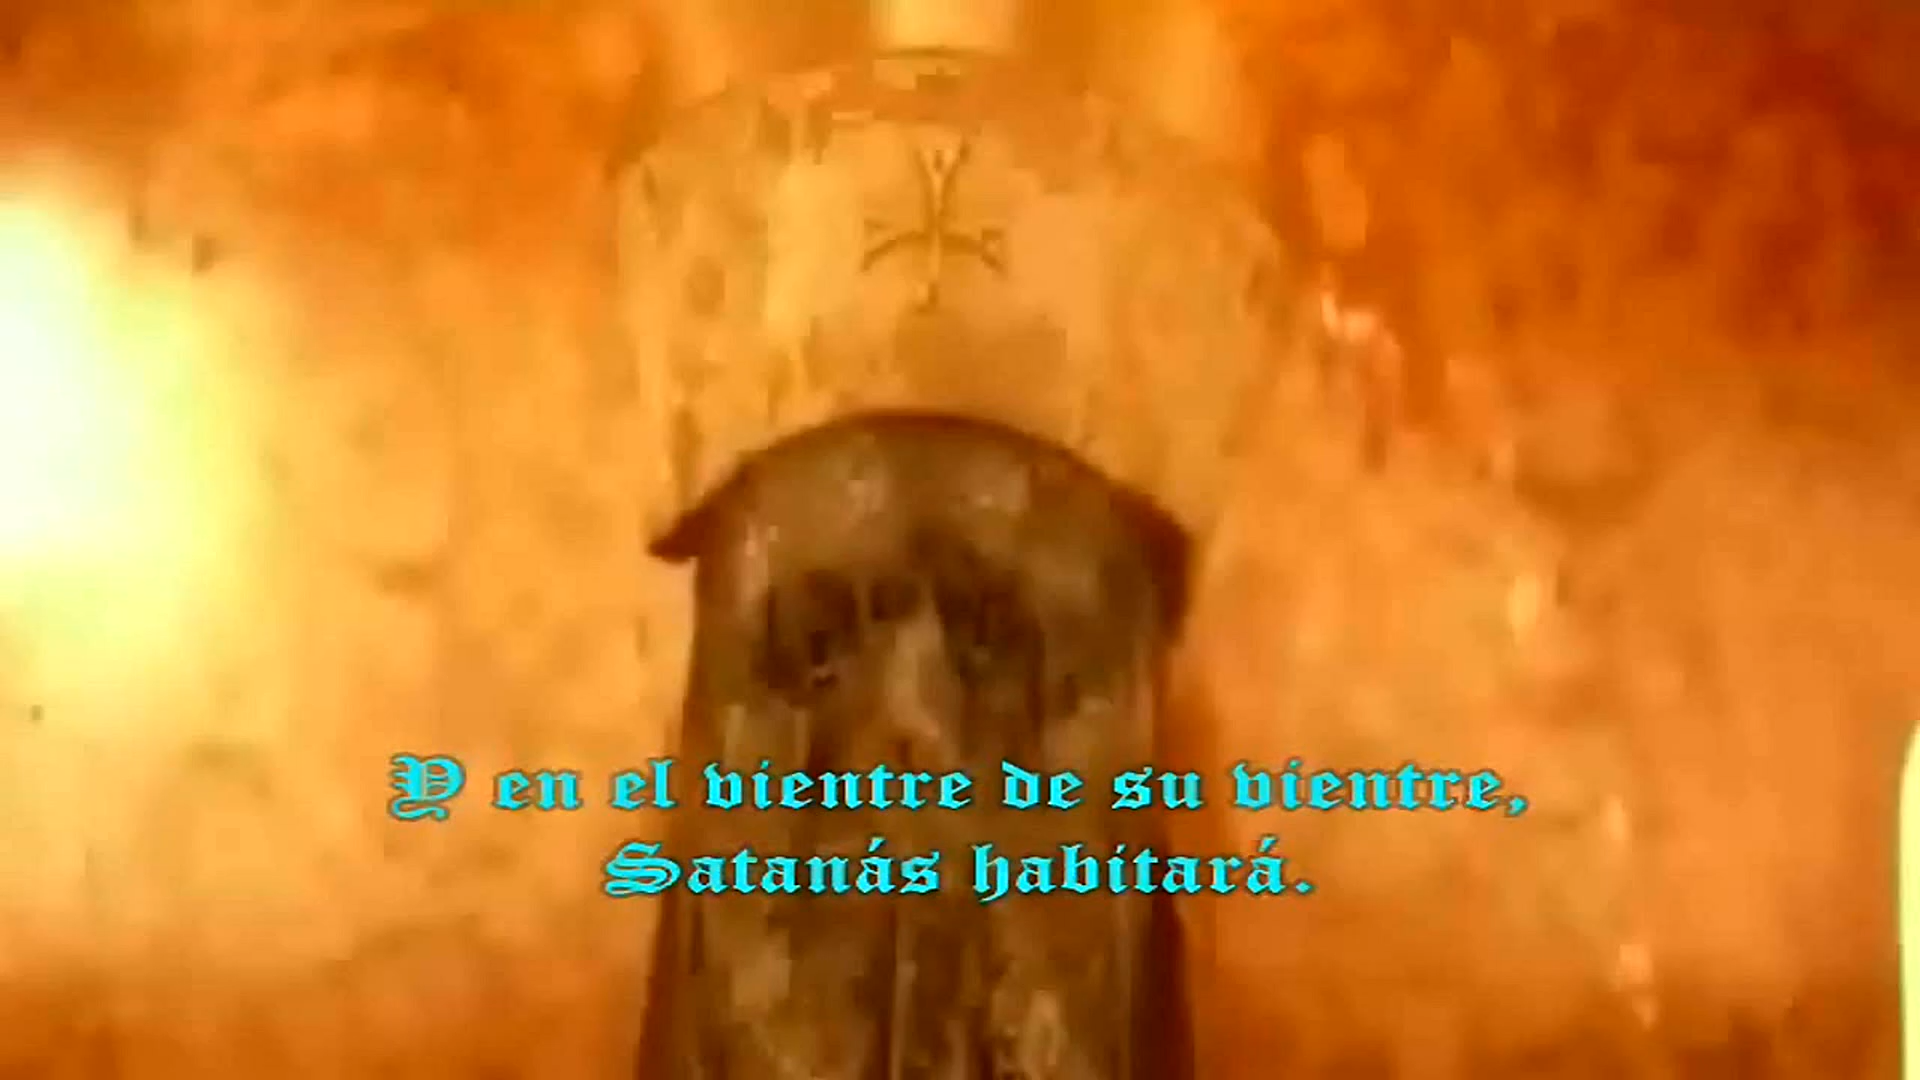 Y en el vientre de su vientre,
Satanás habitará.